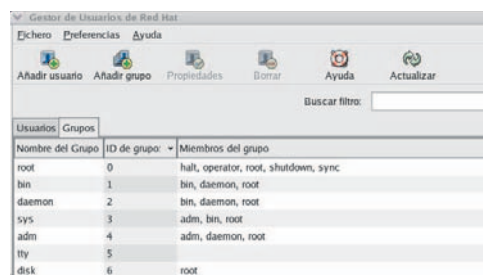 Gestor de Usuarios de Red Hat
Fichero Preferencias Ayuda
Añadir usuario Añadir grupo Propiedades Borrar Ayuda Actualizar
Buscar filtro:
Usuarios Grupos
Nombre del Grupo ID de grupo: Miembros del grupo
root 0 halt, operator, root, shutdown, sync
bin 1 bin, daemon, root
daemon 2 bin, daemon, root
sys 3 adm, bin, root
adm 4 adm, daemon, root
tty 5
disk 6 root